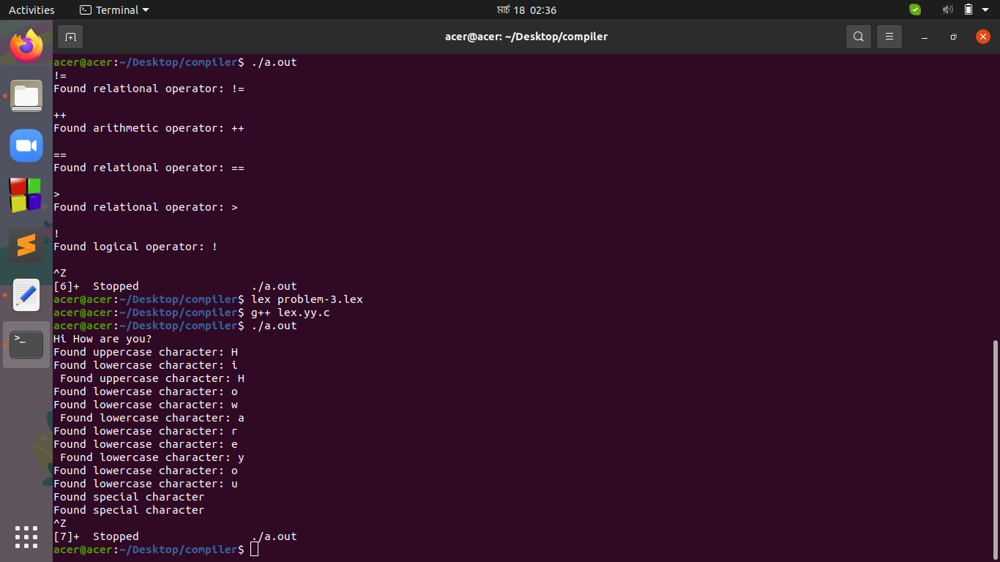 Activities Terminal মার্চ 18 02:36
acer@acer: ~/Desktop/compiler
acer@acer:~/Desktop/compiler$ ./a.out
!=
Found relational operator: !=
++
Found arithmetic operator: ++
==
Found relational operator: ==
>
Found relational operator: >
!
Found logical operator: !
^Z
[6]+  Stopped                 ./a.out
acer@acer:~/Desktop/compiler$ lex problem-3.lex
acer@acer:~/Desktop/compiler$ g++ lex.yy.c
acer@acer:~/Desktop/compiler$ ./a.out
Hi How are you?
Found uppercase character: H
Found lowercase character: i
 Found uppercase character: H
Found lowercase character: o
Found lowercase character: w
 Found lowercase character: a
Found lowercase character: r
Found lowercase character: e
 Found lowercase character: y
Found lowercase character: o
Found lowercase character: u
Found special character
Found special character
^Z
[7]+  Stopped                 ./a.out
acer@acer:~/Desktop/compiler$